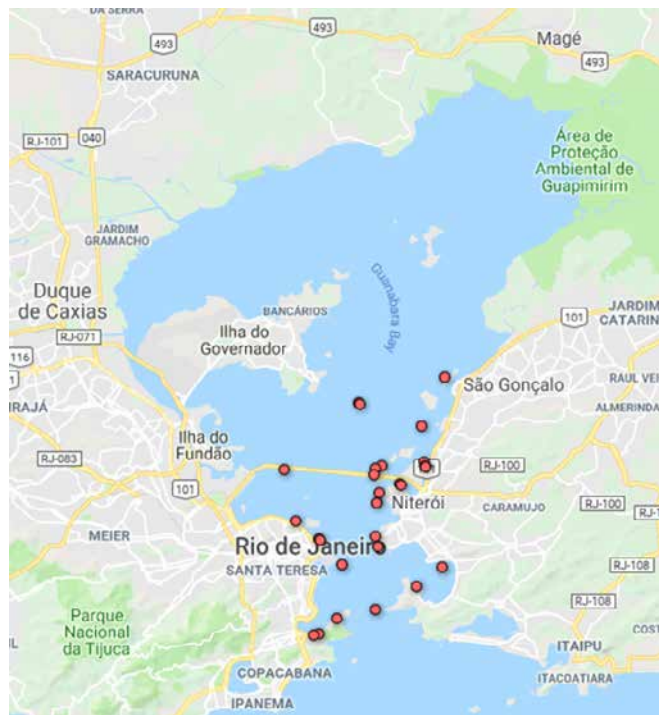 DA SERRA
493
493
Magé
493
SARACURUNA
040
RJ-101
Área de
Proteção
Ambiental de
Guapimirim
JARDIM
GRAMACHO
Guanabara Bay
Duque
de Caxias
BANCÁRIOS
Ilha do
Governador
101
JARDIM
CATARIN
RJ-071
116
São Gonçalo
RAUL VEI
IRAJÁ
ALMERINDA
Ilha do
Fundão
RJ-083
RJ-100
101
Niterói
CARAMUJO
RJ-100
MEIER
Rio de Janeiro
SANTA TERESA
RJ-108
RJ-108
Parque
Nacional
da Tijuca
COST
ITAIPU
COPACABANA
ITACOATIARA
IPANEMA